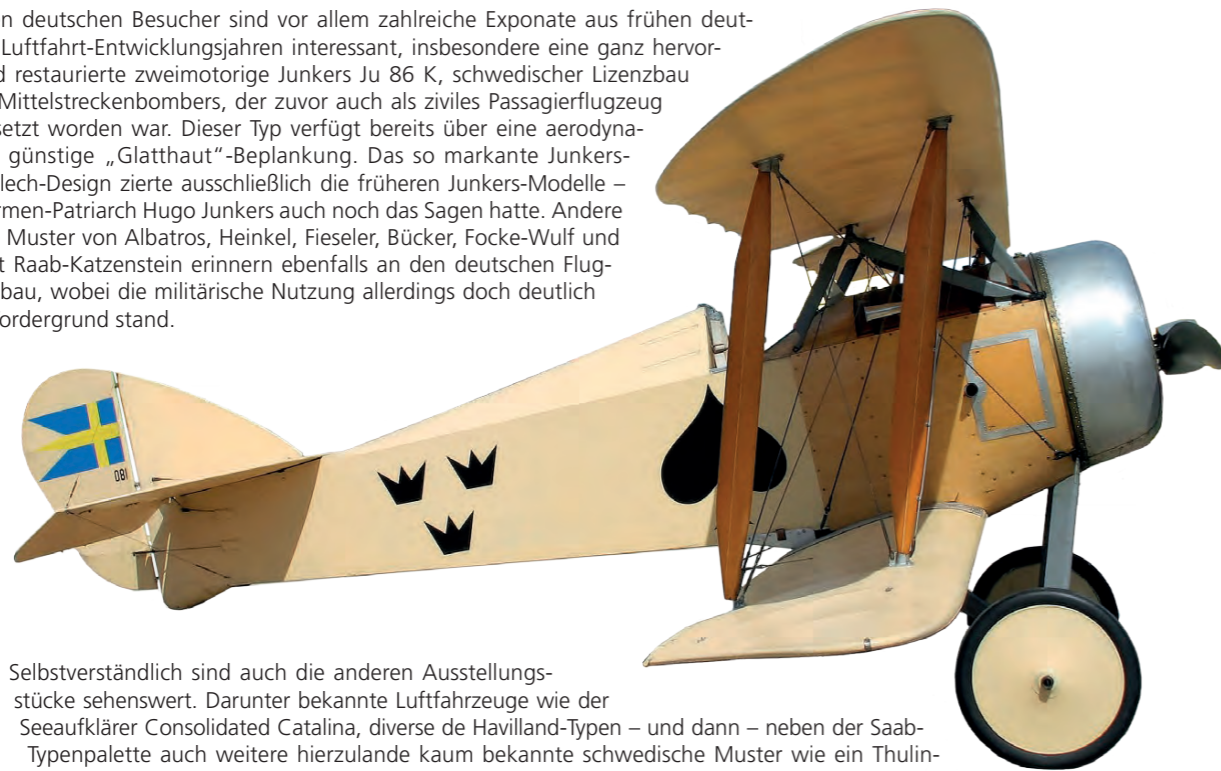 n deutschen Besucher sind vor allem zahlreiche Exponate aus frühen deut-
Luftfahrt-Entwicklungsjahren interessant, insbesondere eine ganz hervor-
d restaurierte zweimotorige Junkers Ju 86 K, schwedischer Lizenzbau
Mittelstreckenbombers, der zuvor auch als ziviles Passagierflugzeug
setzt worden war. Dieser Typ verfügt bereits über eine aerodyna-
günstige „Glatthaut“-Beplankung. Das so markante Junkers-
lech-Design zierte ausschließlich die früheren Junkers-Modelle –
rmen-Patriarch Hugo Junkers auch noch das Sagen hatte. Andere
Muster von Albatros, Heinkel, Fieseler, Bücker, Focke-Wulf und
t Raab-Katzenstein erinnern ebenfalls an den deutschen Flug-
bau, wobei die militärische Nutzung allerdings doch deutlich
ordergrund stand.
081
Selbstverständlich sind auch die anderen Ausstellungs-
stücke sehenswert. Darunter bekannte Luftfahrzeuge wie der
Seeaufklärer Consolidated Catalina, diverse de Havilland-Typen – und dann – neben der Saab-
Typenpalette auch weitere hierzulande kaum bekannte schwedische Muster wie ein Thulin-